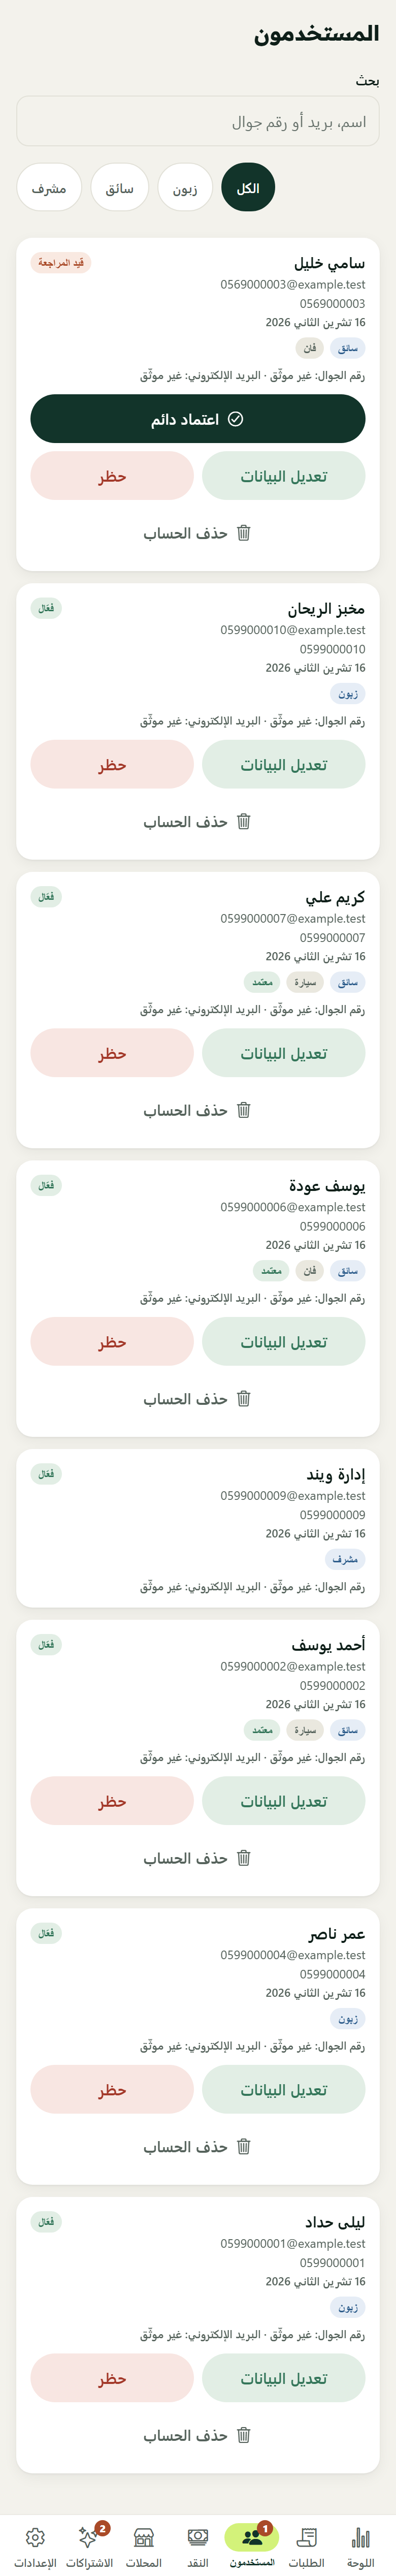 المستخدمون
بحث
اسم، بريد أو رقم جوال
الكل
زبون
سائق
مشرف
سامي خليل
قيد المراجعة
0569000003@example.test
0569000003
16 تشرين الثاني 2026
سائق
فان
رقم الجوال: غير موثّق · البريد الإلكتروني: غير موثّق
اعتماد دائم
تعديل البيانات
حظر
حذف الحساب
مخبز الريحان
فعّال
0599000010@example.test
0599000010
16 تشرين الثاني 2026
زبون
رقم الجوال: غير موثّق · البريد الإلكتروني: غير موثّق
تعديل البيانات
حظر
حذف الحساب
كريم علي
فعّال
0599000007@example.test
0599000007
16 تشرين الثاني 2026
سائق
سيارة
معتمد
رقم الجوال: غير موثّق · البريد الإلكتروني: غير موثّق
تعديل البيانات
حظر
حذف الحساب
يوسف عودة
فعّال
0599000006@example.test
0599000006
16 تشرين الثاني 2026
سائق
فان
معتمد
رقم الجوال: غير موثّق · البريد الإلكتروني: غير موثّق
تعديل البيانات
حظر
حذف الحساب
إدارة ويند
فعّال
0599000009@example.test
0599000009
16 تشرين الثاني 2026
مشرف
رقم الجوال: غير موثّق · البريد الإلكتروني: غير موثّق
أحمد يوسف
فعّال
0599000002@example.test
0599000002
16 تشرين الثاني 2026
سائق
سيارة
معتمد
رقم الجوال: غير موثّق · البريد الإلكتروني: غير موثّق
تعديل البيانات
حظر
حذف الحساب
عمر ناصر
فعّال
0599000004@example.test
0599000004
16 تشرين الثاني 2026
زبون
رقم الجوال: غير موثّق · البريد الإلكتروني: غير موثّق
تعديل البيانات
حظر
حذف الحساب
ليلى حداد
فعّال
0599000001@example.test
0599000001
16 تشرين الثاني 2026
زبون
رقم الجوال: غير موثّق · البريد الإلكتروني: غير موثّق
تعديل البيانات
حظر
حذف الحساب
اللوحة
الطلبات
1
المستخدمون
النقد
المحلات
2
الاشتراكات
الإعدادات